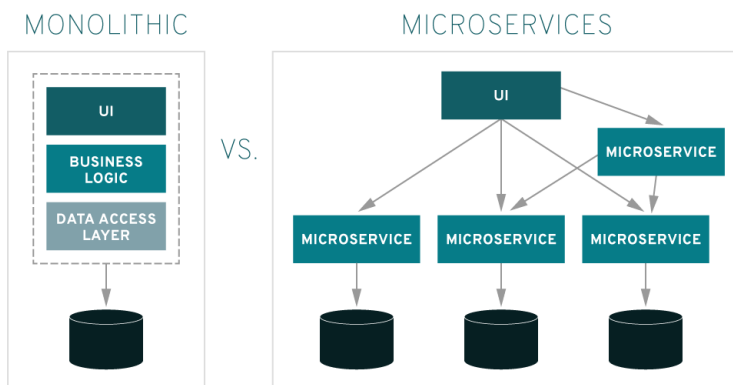 MONOLITHIC
UI
BUSINESS
LOGIC
DATA ACCESS
LAYER
VS.
MICROSERVICES
UI
MICROSERVICE
MICROSERVICE
MICROSERVICE
MICROSERVICE